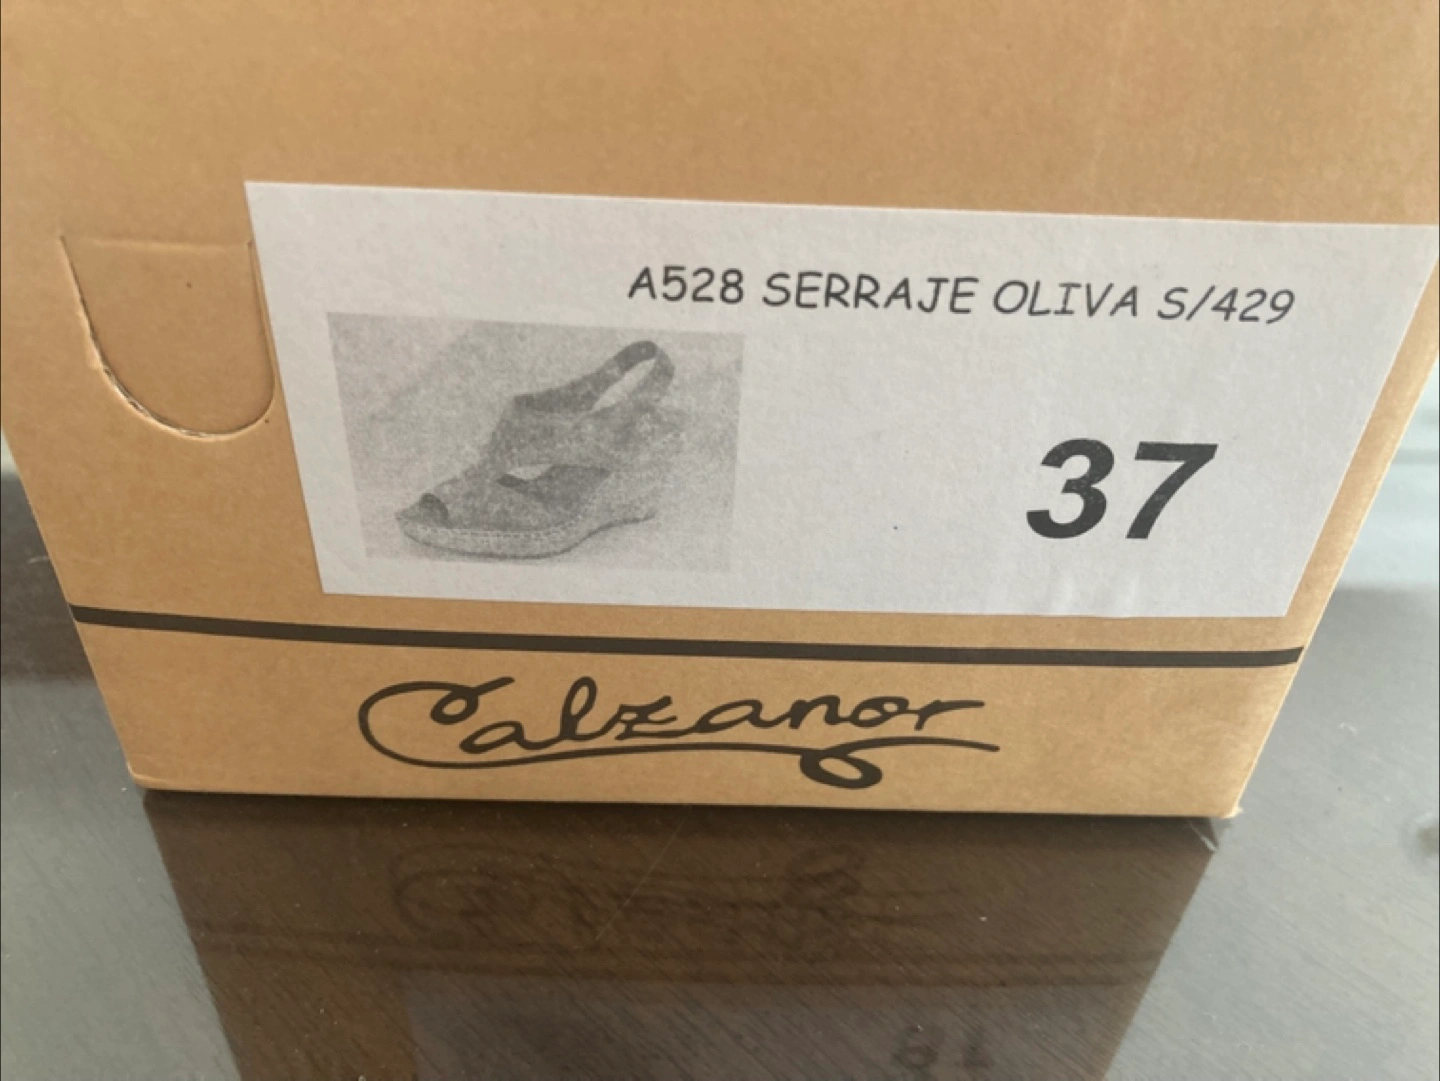 A528 SERRAJE OLIVA S/429
37
Calzanor